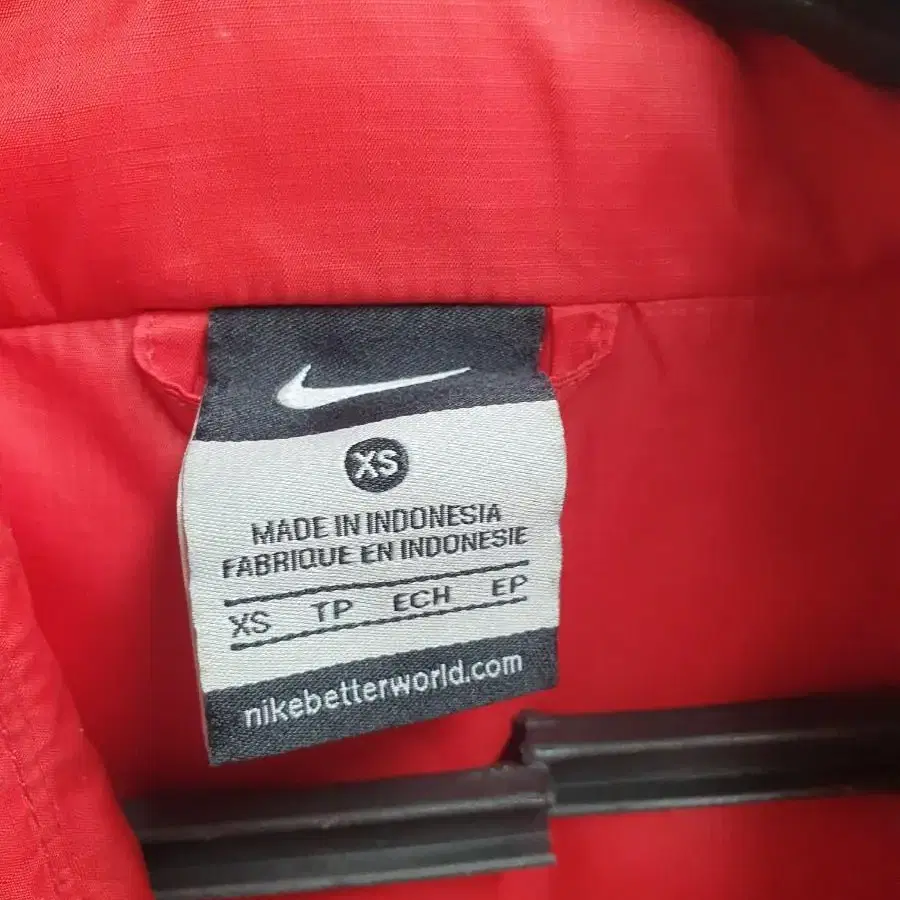 XS
MADE IN INDONESIA
FABRIQUE EN INDONESIE
XS TP ECH EP
nikebetterworld.com